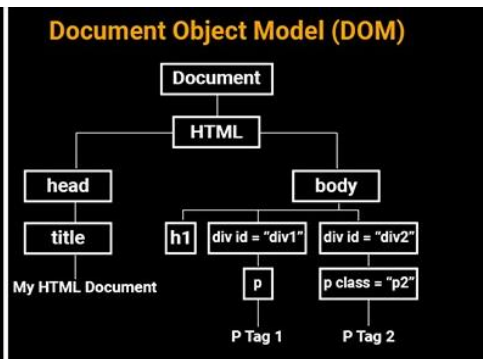 Document Object Model (DOM)
Document
HTML
head
body
title
h1
div id = “div1”
div id = “div2”
My HTML Document
p
p class = “p2”
P Tag 1
P Tag 2